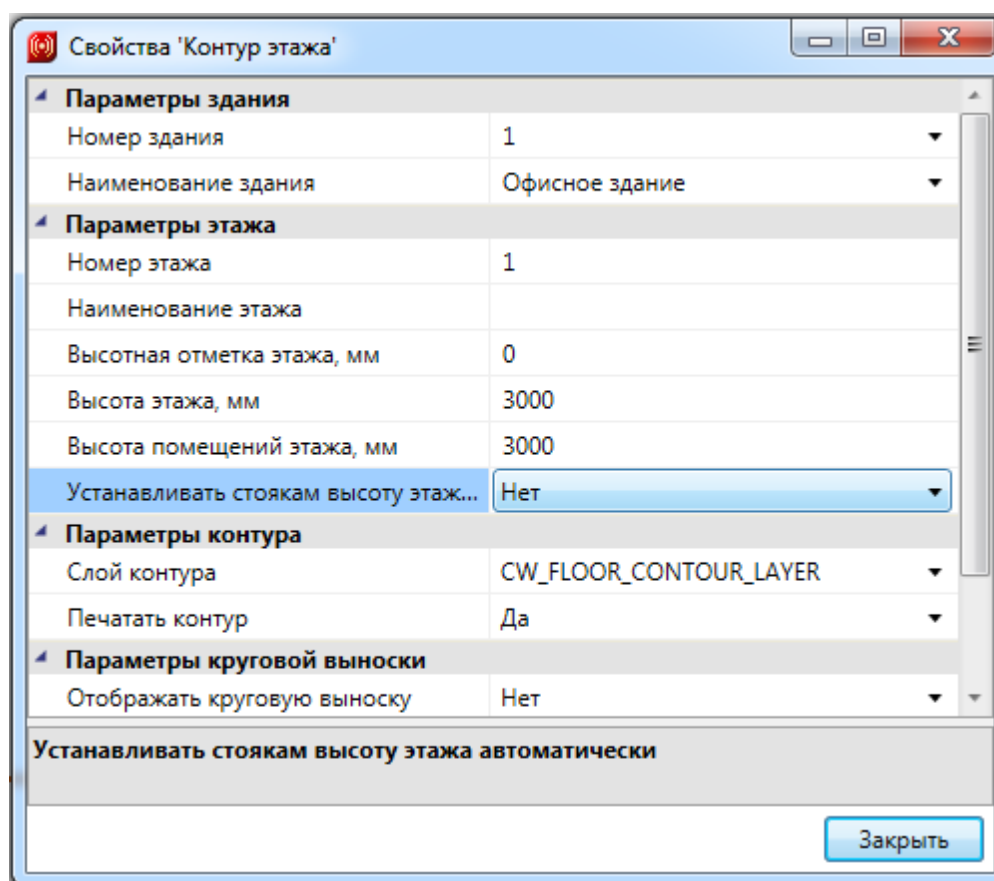 Свойства 'Контур этажа'
Параметры здания
Номер здания 1
Наименование здания Офисное здание
Параметры этажа
Номер этажа 1
Наименование этажа
Высотная отметка этажа, мм 0
Высота этажа, мм 3000
Высота помещений этажа, мм 3000
Устанавливать стоякам высоту этаж... Нет
Параметры контура
Слой контура CW_FLOOR_CONTOUR_LAYER
Печатать контур Да
Параметры круговой выноски
Отображать круговую выноску Нет
Устанавливать стоякам высоту этажа автоматически
Закрыть